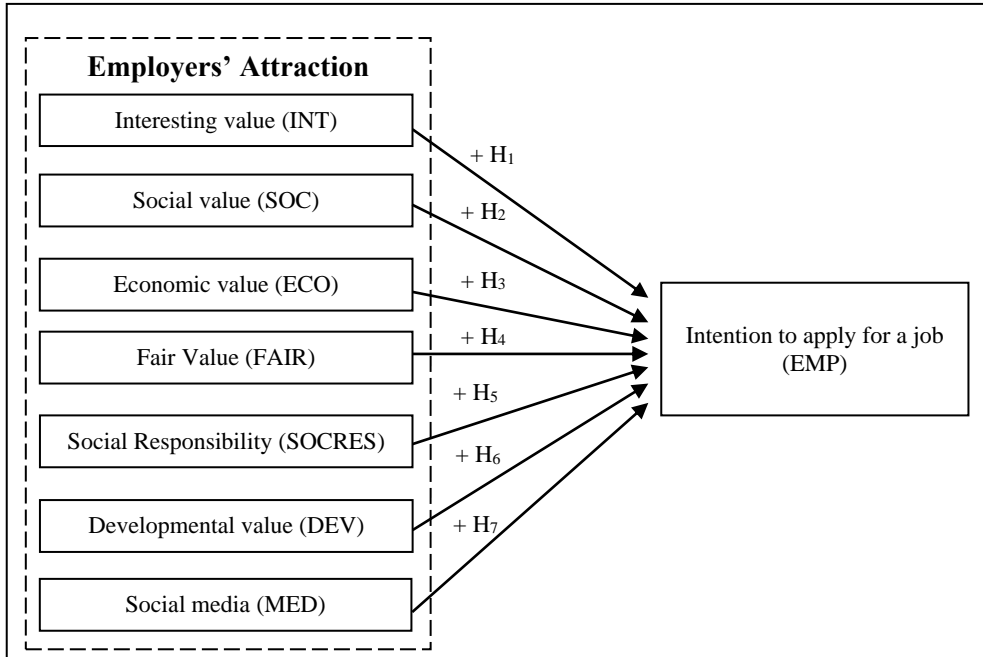 Employers’ Attraction
Interesting value (INT)
+ H₁
Social value (SOC)
+ H₂
Economic value (ECO)
+ H₃
Fair Value (FAIR)
+ H₄
Social Responsibility (SOCRES)
+ H₅
Developmental value (DEV)
+ H₆
Social media (MED)
+ H₇
Intention to apply for a job
(EMP)